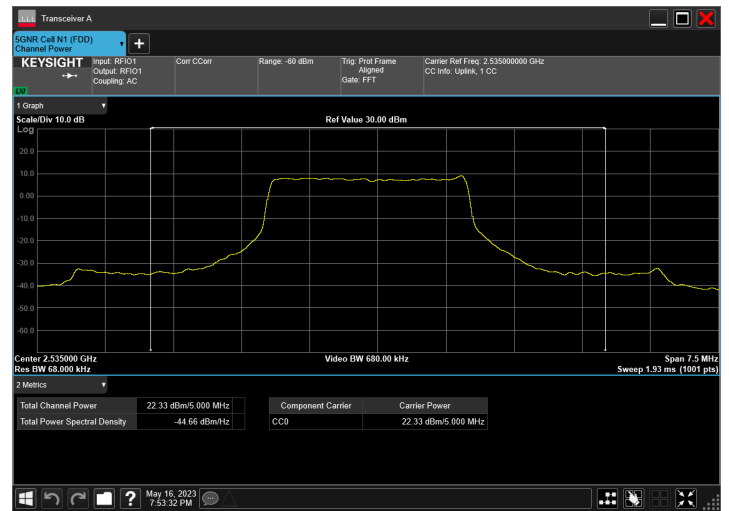 Transceiver A
5GNR Cell N1 (FDD)
Channel Power
KEYSIGHT
LXI
Input: RFIO1
Output: RFIO1
Coupling: AC
Corr CCorr
Range: -60 dBm
Trig: Prot Frame
Aligned
Gate: FFT
Carrier Ref Freq: 2.535000000 GHz
CC Info: Uplink, 1 CC
1 Graph
Scale/Div 10.0 dB
Ref Value 30.00 dBm
Log
20.0
10.0
0.00
-10.0
-20.0
-30.0
-40.0
-50.0
-60.0
Center 2.535000 GHz
Video BW 680.00 kHz
Span 7.5 MHz
Res BW 68.000 kHz
Sweep 1.93 ms (1001 pts)
2 Metrics
Total Channel Power 22.33 dBm/5.000 MHz
Total Power Spectral Density -44.66 dBm/Hz
Component Carrier Carrier Power
CC0 22.33 dBm/5.000 MHz
May 16, 2023
7:53:32 PM